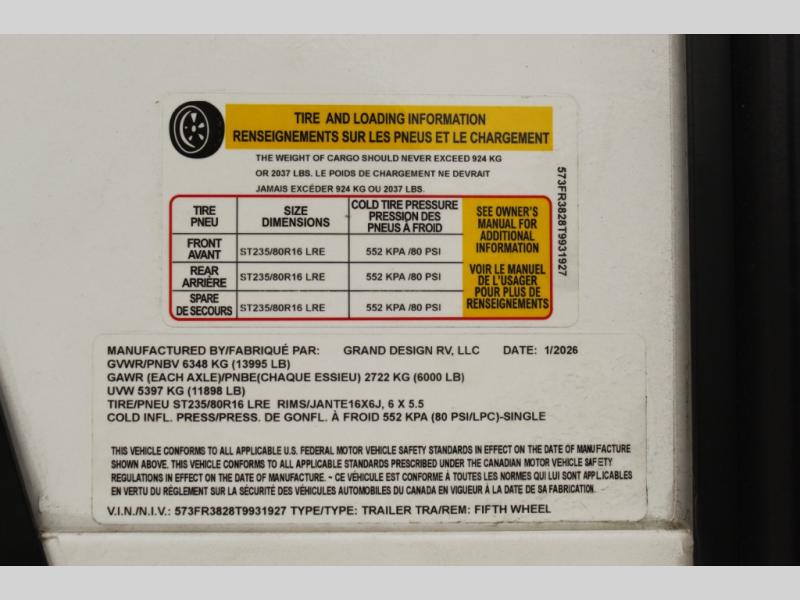 TIRE AND LOADING INFORMATION
RENSEIGNEMENTS SUR LES PNEUS ET LE CHARGEMENT
THE WEIGHT OF CARGO SHOULD NEVER EXCEED 924 KG
OR 2037 LBS. LE POIDS DE CHARGEMENT NE DEVRAIT
JAMAIS EXCÉDER 924 KG OU 2037 LBS.
TIRE
PNEU
SIZE
DIMENSIONS
COLD TIRE PRESSURE
PRESSION DES
PNEUS À FROID
SEE OWNER'S
MANUAL FOR
ADDITIONAL
INFORMATION
VOIR LE MANUEL
DE L'USAGER
POUR PLUS DE
RENSEIGNEMENTS
FRONT
AVANT
ST235/80R16 LRE
552 KPA /80 PSI
REAR
ARRIÈRE
ST235/80R16 LRE
552 KPA /80 PSI
SPARE
DE SECOURS
ST235/80R16 LRE
552 KPA /80 PSI
573FR3828T9931927
MANUFACTURED BY/FABRIQUÉ PAR: GRAND DESIGN RV, LLC DATE: 1/2026
GVWR/PNBV 6348 KG (13995 LB)
GAWR (EACH AXLE)/PNBE(CHAQUE ESSIEU) 2722 KG (6000 LB)
UVW 5397 KG (11898 LB)
TIRE/PNEU ST235/80R16 LRE RIMS/JANTE16X6J, 6 X 5.5
COLD INFL. PRESS/PRESS. DE GONFL. À FROID 552 KPA (80 PSI/LPC)-SINGLE
THIS VEHICLE CONFORMS TO ALL APPLICABLE U.S. FEDERAL MOTOR VEHICLE SAFETY STANDARDS IN EFFECT ON THE DATE OF MANUFACTURE
SHOWN ABOVE. THIS VEHICLE CONFORMS TO ALL APPLICABLE STANDARDS PRESCRIBED UNDER THE CANADIAN MOTOR VEHICLE SAFETY
REGULATIONS IN EFFECT ON THE DATE OF MANUFACTURE. ~ CE VÉHICULE EST CONFORME À TOUTES LES NORMES QUI LUI SONT APPLICABLES
EN VERTU DU RÈGLEMENT SUR LA SÉCURITÉ DES VÉHICULES AUTOMOBILES DU CANADA EN VIGUEUR À LA DATE DE SA FABRICATION.
V.I.N./N.I.V.: 573FR3828T9931927 TYPE/TYPE: TRAILER TRA/REM: FIFTH WHEEL